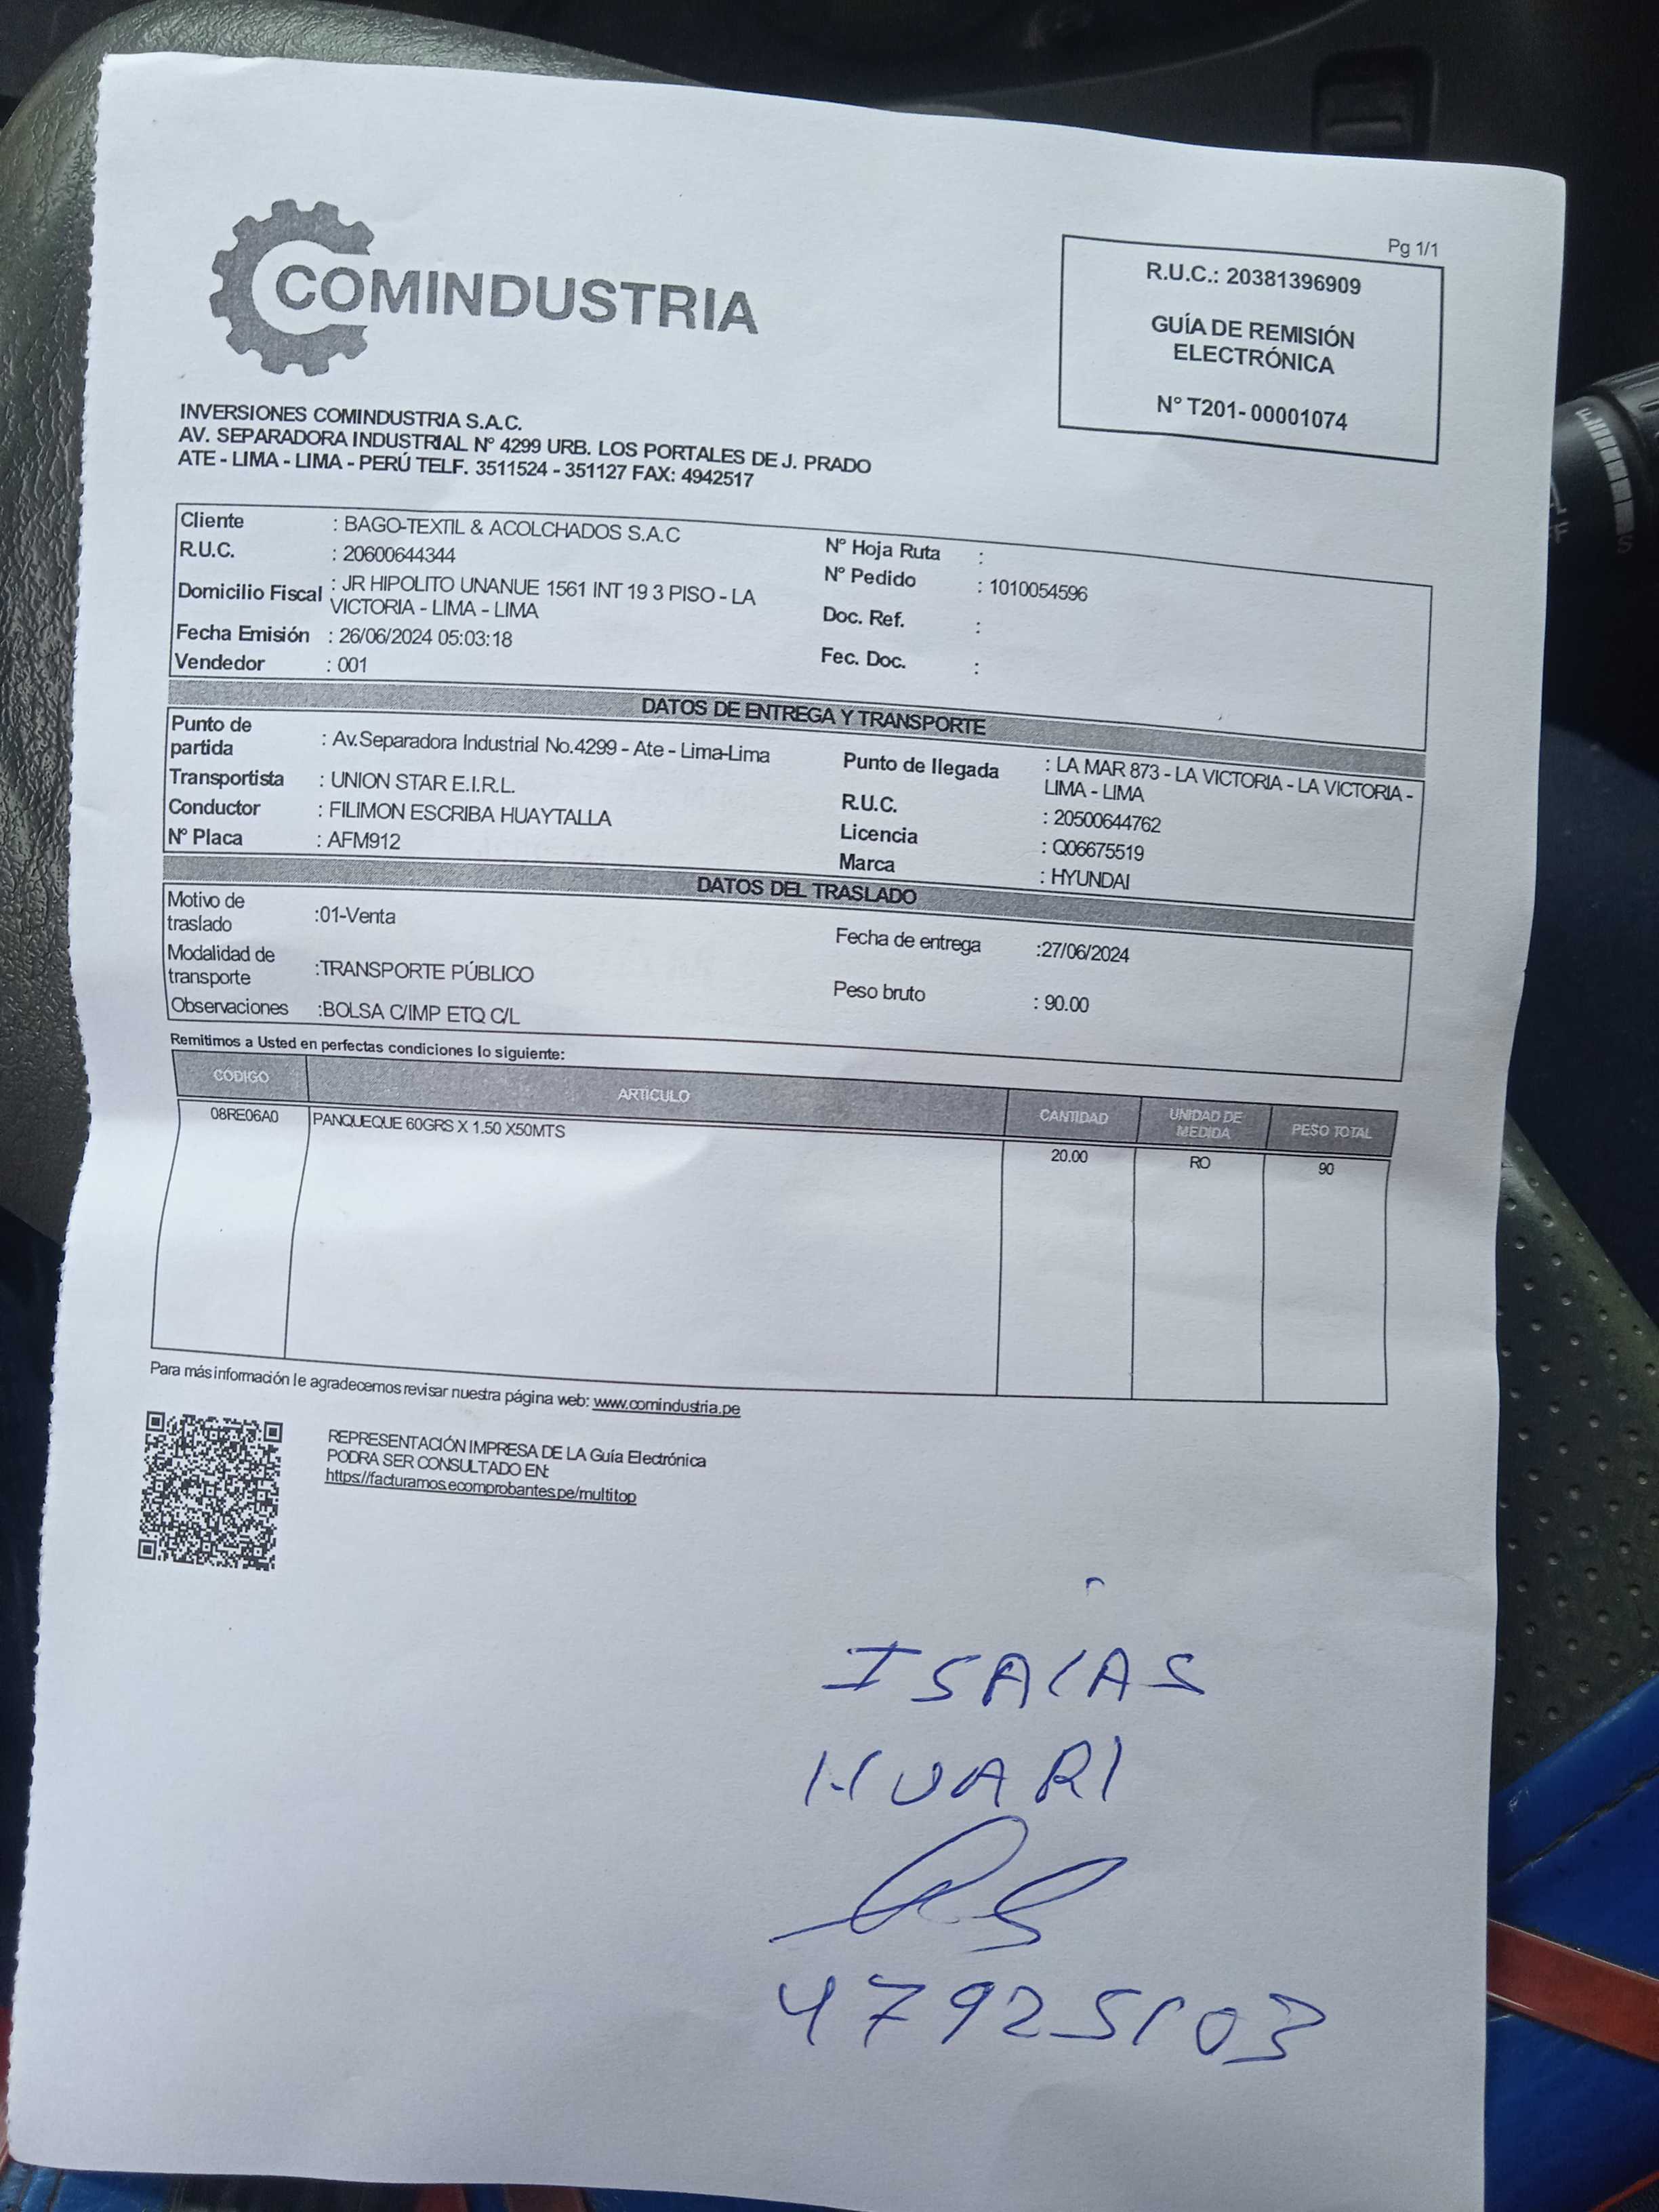 COMINDUSTRIA
Pg 1/1
R.U.C.: 20381396909
GUÍA DE REMISIÓN
ELECTRÓNICA
N° T201- 00001074
INVERSIONES COMINDUSTRIA S.A.C.
AV. SEPARADORA INDUSTRIAL N° 4299 URB. LOS PORTALES DE J. PRADO
ATE - LIMA - LIMA - PERÚ TELF. 3511524 - 351127 FAX: 4942517
Cliente : BAGO-TEXTIL & ACOLCHADOS S.A.C
R.U.C. : 20600644344
Domicilio Fiscal : JR HIPOLITO UNANUE 1561 INT 19 3 PISO - LA
VICTORIA - LIMA - LIMA
Fecha Emisión : 26/06/2024 05:03:18
Vendedor : 001
N° Hoja Ruta :
N° Pedido : 1010054596
Doc. Ref. :
Fec. Doc. :
DATOS DE ENTREGA Y TRANSPORTE
Punto de
partida : Av.Separadora Industrial No.4299 - Ate - Lima-Lima
Transportista : UNION STAR E.I.R.L.
Conductor : FILIMON ESCRIBA HUAYTALLA
N° Placa : AFM912
Punto de llegada : LA MAR 873 - LA VICTORIA - LA VICTORIA -
LIMA - LIMA
R.U.C. : 20500644762
Licencia : Q06675519
Marca : HYUNDAI
DATOS DEL TRASLADO
Motivo de
traslado :01-Venta
Modalidad de
transporte :TRANSPORTE PÚBLICO
Observaciones :BOLSA C/IMP ETQ C/L
Fecha de entrega :27/06/2024
Peso bruto : 90.00
Remitimos a Usted en perfectas condiciones lo siguiente:
CÓDIGO ARTÍCULO CANTIDAD UNIDAD DE
MEDIDA PESO TOTAL
08RE06A0 PANQUEQUE 60GRS X 1.50 X50MTS 20.00 RO 90
Para más información le agradecemos revisar nuestra página web: www.comindustria.pe
REPRESENTACIÓN IMPRESA DE LA Guía Electrónica
PODRA SER CONSULTADO EN:
https://facturamos.ecomprobantes.pe/multitop
ISAIAS
HUARI
47925103